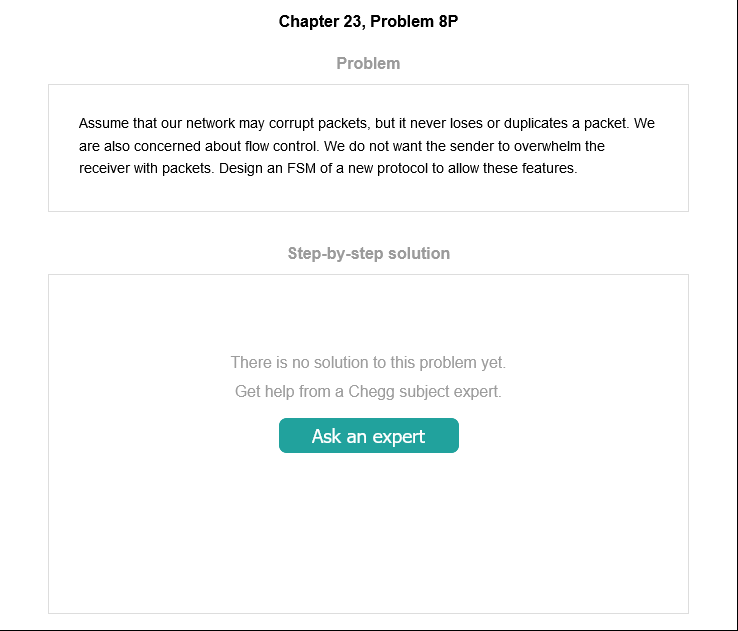 Chapter 23, Problem 8P
Problem
Assume that our network may corrupt packets, but it never loses or duplicates a packet. We
are also concerned about flow control. We do not want the sender to overwhelm the
receiver with packets. Design an FSM of a new protocol to allow these features.
Step-by-step solution
There is no solution to this problem yet.
Get help from a Chegg subject expert.
Ask an expert